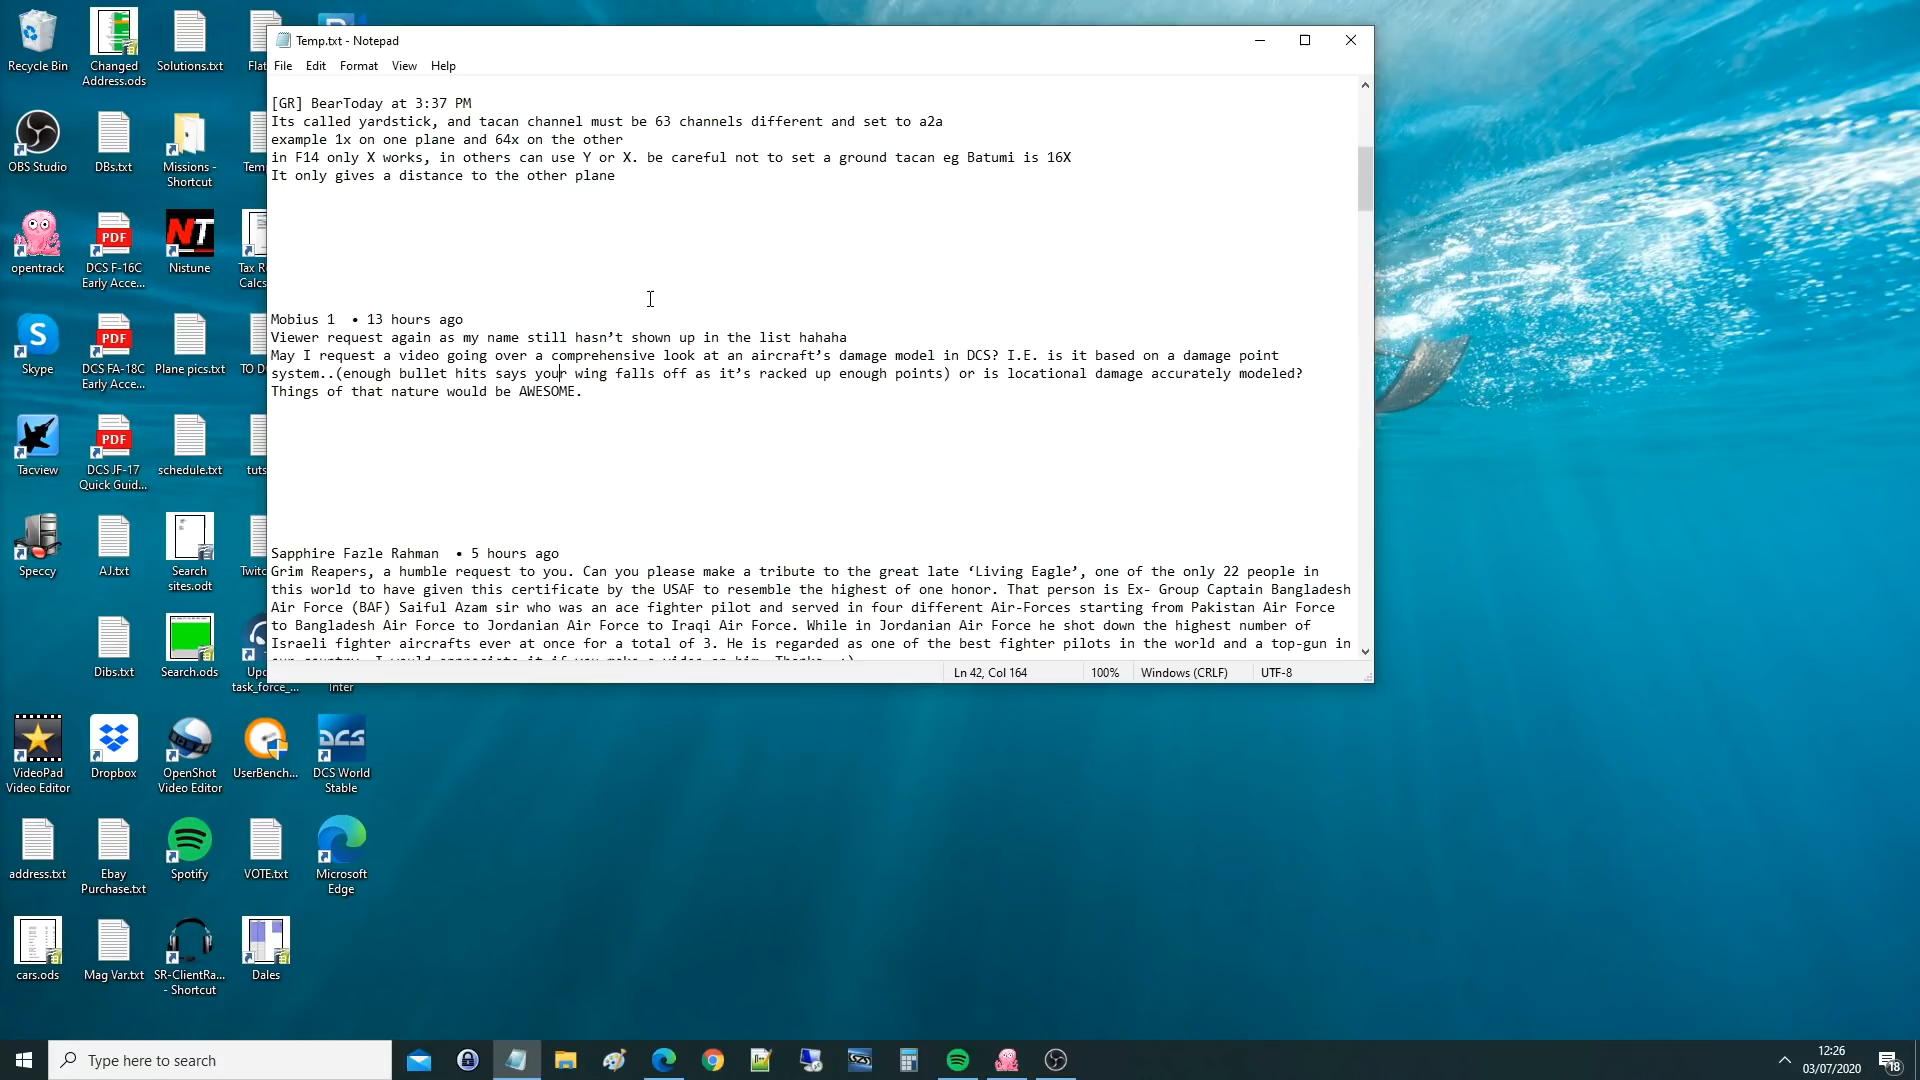 Temp.txt - Notepad
File Edit Format View Help
[GR] BearToday at 3:37 PM
Its called yardstick, and tacan channel must be 63 channels different and set to a2a
example 1x on one plane and 64x on the other
in F14 only X works, in others can use Y or X. be careful not to set a ground tacan eg Batumi is 16X
It only gives a distance to the other plane
Mobius 1  • 13 hours ago
Viewer request again as my name still hasn’t shown up in the list hahaha
May I request a video going over a comprehensive look at an aircraft’s damage model in DCS? I.E. is it based on a damage point
system..(enough bullet hits says your wing falls off as it’s racked up enough points) or is locational damage accurately modeled?
Things of that nature would be AWESOME.
Sapphire Fazle Rahman  • 5 hours ago
Grim Reapers, a humble request to you. Can you please make a tribute to the great late ‘Living Eagle’, one of the only 22 people in
this world to have given this certificate by the USAF to resemble the highest of one honor. That person is Ex- Group Captain Bangladesh
Air Force (BAF) Saiful Azam sir who was an ace fighter pilot and served in four different Air-Forces starting from Pakistan Air Force
to Bangladesh Air Force to Jordanian Air Force to Iraqi Air Force. While in Jordanian Air Force he shot down the highest number of
Israeli fighter aircrafts ever at once for a total of 3. He is regarded as one of the best fighter pilots in the world and a top-gun in
Ln 42, Col 164 100% Windows (CRLF) UTF-8
Recycle Bin
Changed
Address.ods
Solutions.txt
Flat
OBS Studio
DBs.txt
Missions -
Shortcut
Tem
opentrack
PDF
DCS F-16C
Early Acce...
NT
Nistune
Tax R
Calcs
Skype
PDF
DCS FA-18C
Early Acce...
Plane pics.txt
TO D
Tacview
PDF
DCS JF-17
Quick Guid...
schedule.txt
tuts
Speccy
AJ.txt
Search
sites.odt
Twitc
Dibs.txt
Search.ods
Upd
task_force_...
Inter
VideoPad
Video Editor
Dropbox
OpenShot
Video Editor
UserBench...
DCS
DCS World
Stable
address.txt
Ebay
Purchase.txt
Spotify
VOTE.txt
Microsoft
Edge
cars.ods
Mag Var.txt
SR-ClientRa...
- Shortcut
Dales
Type here to search
12:26
03/07/2020
18